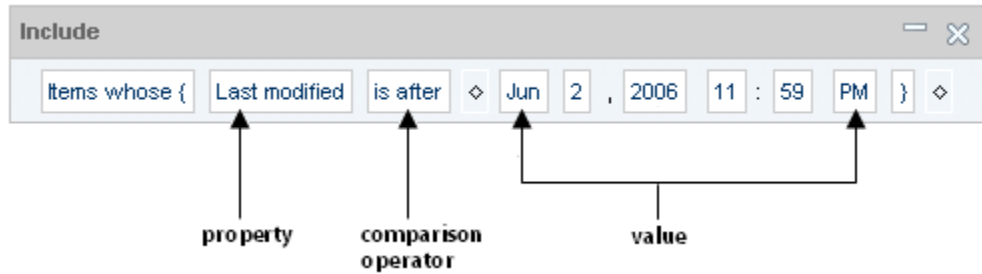 Include
Items whose { Last modified is after ◇ Jun 2 , 2006 11 : 59 PM } ◇
property comparison value
operator